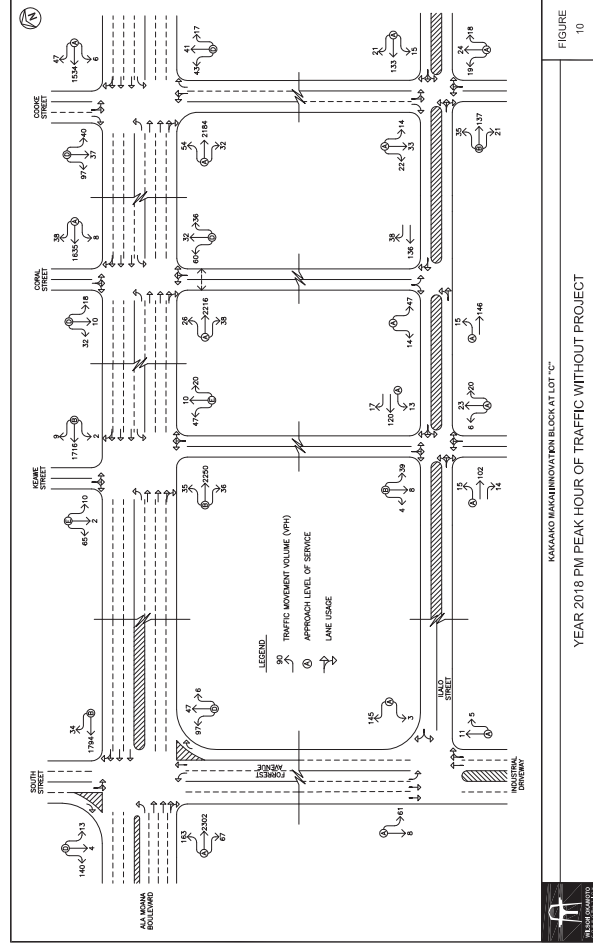 SOUTH
STREET
KEAWE
STREET
CORAL
STREET
COOKE
STREET
140 4 13
D
34
1794
B
65 2 10
E
9
1716
2
B
32 10 18
D
38
1635
8
A
97 37 40
D
47
1534
6
A
N
ALA MOANA
BOULEVARD
163
2302
67
A
97 47 6
D
35
2250
36
B
47 10 20
E
26
2216
38
A
60 32 36
D
54
2184
32
A
43 41 17
D
FORREST
AVENUE
LEGEND
90 TRAFFIC MOVEMENT VOLUME (VPH)
A APPROACH LEVEL OF SERVICE
LANE USAGE
145
3
A
4 8 39
B
17
120
13
A
14 47
A
38
136
22 33 14
A
21
133
15
A
ILALO
STREET
8 61
A
11 5
A
15
102
14
A
6 23 20
A
15
146
A
35
137
21
B
19 24 18
A
INDUSTRIAL
DRIVEWAY
WILSON OKAMOTO
KAKAAKO MAKAI INNOVATION BLOCK AT LOT "C"
YEAR 2018 PM PEAK HOUR OF TRAFFIC WITHOUT PROJECT
FIGURE
10